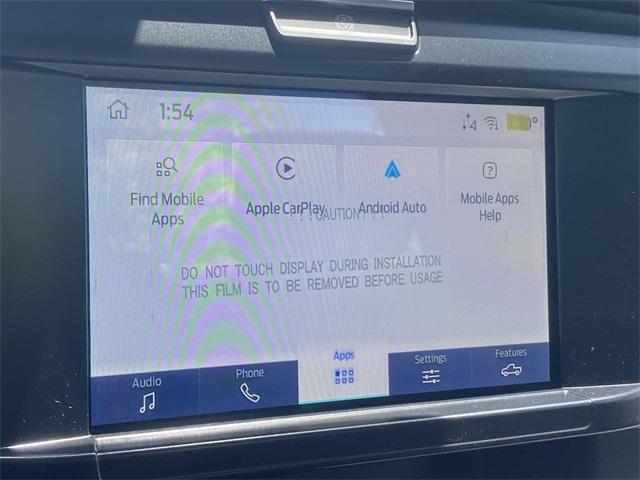 1:54
Find Mobile
Apps
Apple CarPlay
Android Auto
Mobile Apps
Help
! ! !CAUTION! ! !
DO NOT TOUCH DISPLAY DURING INSTALLATION
THIS FILM IS TO BE REMOVED BEFORE USAGE
Audio
Phone
Apps
Settings
Features